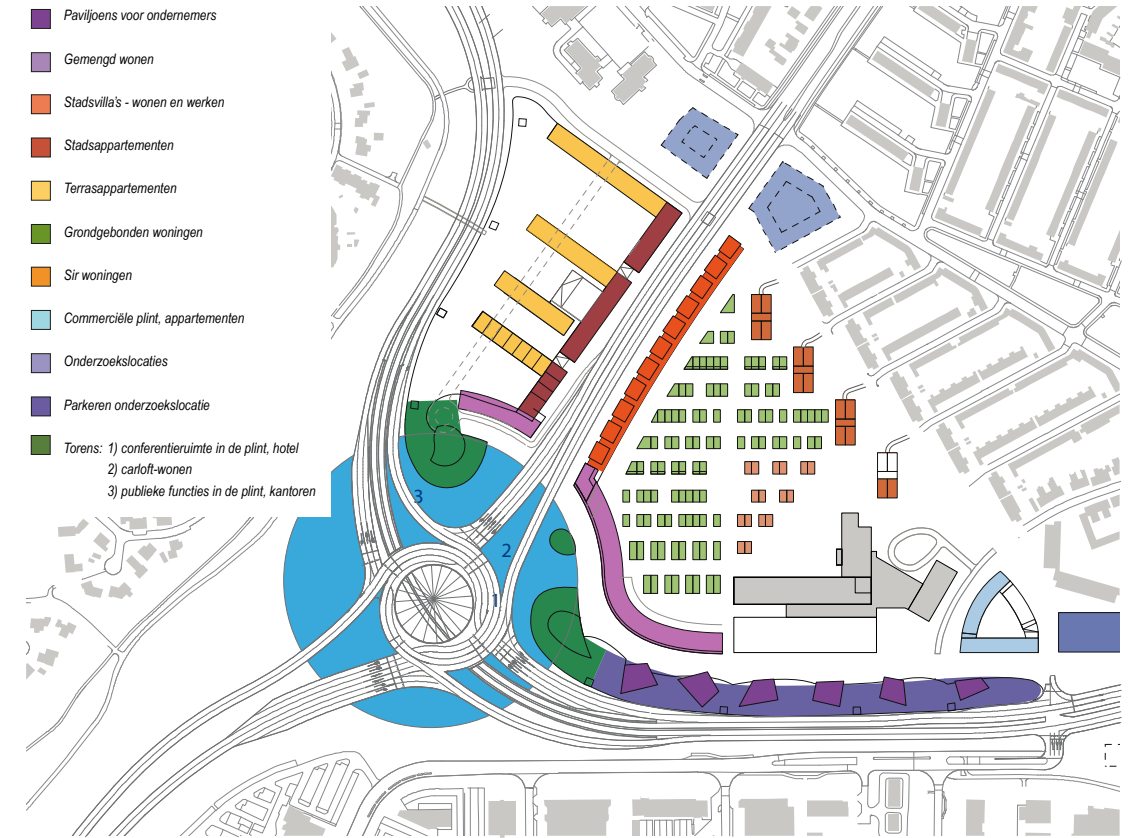 Paviljoens voor ondernemers
Gemengd wonen
Stadsvilla's - wonen en werken
Stadsappartementen
Terrasappartementen
Grondgebonden woningen
Sir woningen
Commerciële plint, appartementen
Onderzoekslocaties
Parkeren onderzoekslocatie
Torens: 1) conferentieruimte in de plint, hotel
2) carloft-wonen
3) publieke functies in de plint, kantoren
3
2
1